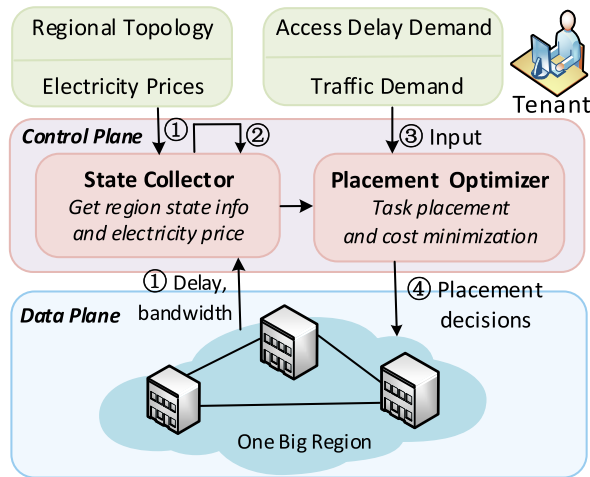 Regional Topology
Electricity Prices
Access Delay Demand
Traffic Demand
Tenant
Control Plane
①
②
③ Input
State Collector
Get region state info
and electricity price
Placement Optimizer
Task placement
and cost minimization
① Delay,
bandwidth
④ Placement
decisions
Data Plane
One Big Region